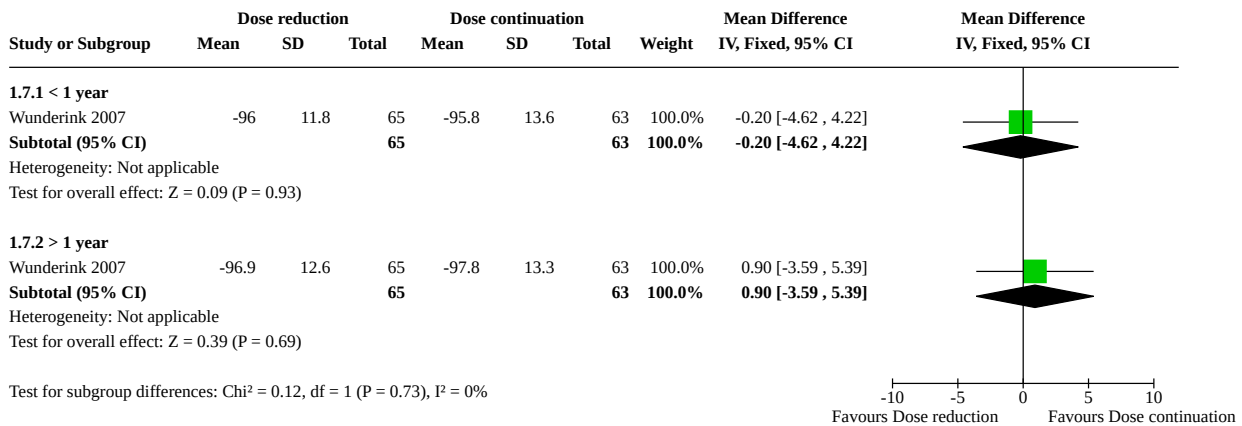 Dose reduction Dose continuation Mean Difference Mean Difference
Study or Subgroup Mean SD Total Mean SD Total Weight IV, Fixed, 95% CI IV, Fixed, 95% CI
1.7.1 < 1 year
Wunderink 2007 -96 11.8 65 -95.8 13.6 63 100.0% -0.20 [-4.62 , 4.22]
Subtotal (95% CI) 65 63 100.0% -0.20 [-4.62 , 4.22]
Heterogeneity: Not applicable
Test for overall effect: Z = 0.09 (P = 0.93)
1.7.2 > 1 year
Wunderink 2007 -96.9 12.6 65 -97.8 13.3 63 100.0% 0.90 [-3.59 , 5.39]
Subtotal (95% CI) 65 63 100.0% 0.90 [-3.59 , 5.39]
Heterogeneity: Not applicable
Test for overall effect: Z = 0.39 (P = 0.69)
Test for subgroup differences: Chi² = 0.12, df = 1 (P = 0.73), I² = 0%
-10 -5 0 5 10
Favours Dose reduction Favours Dose continuation